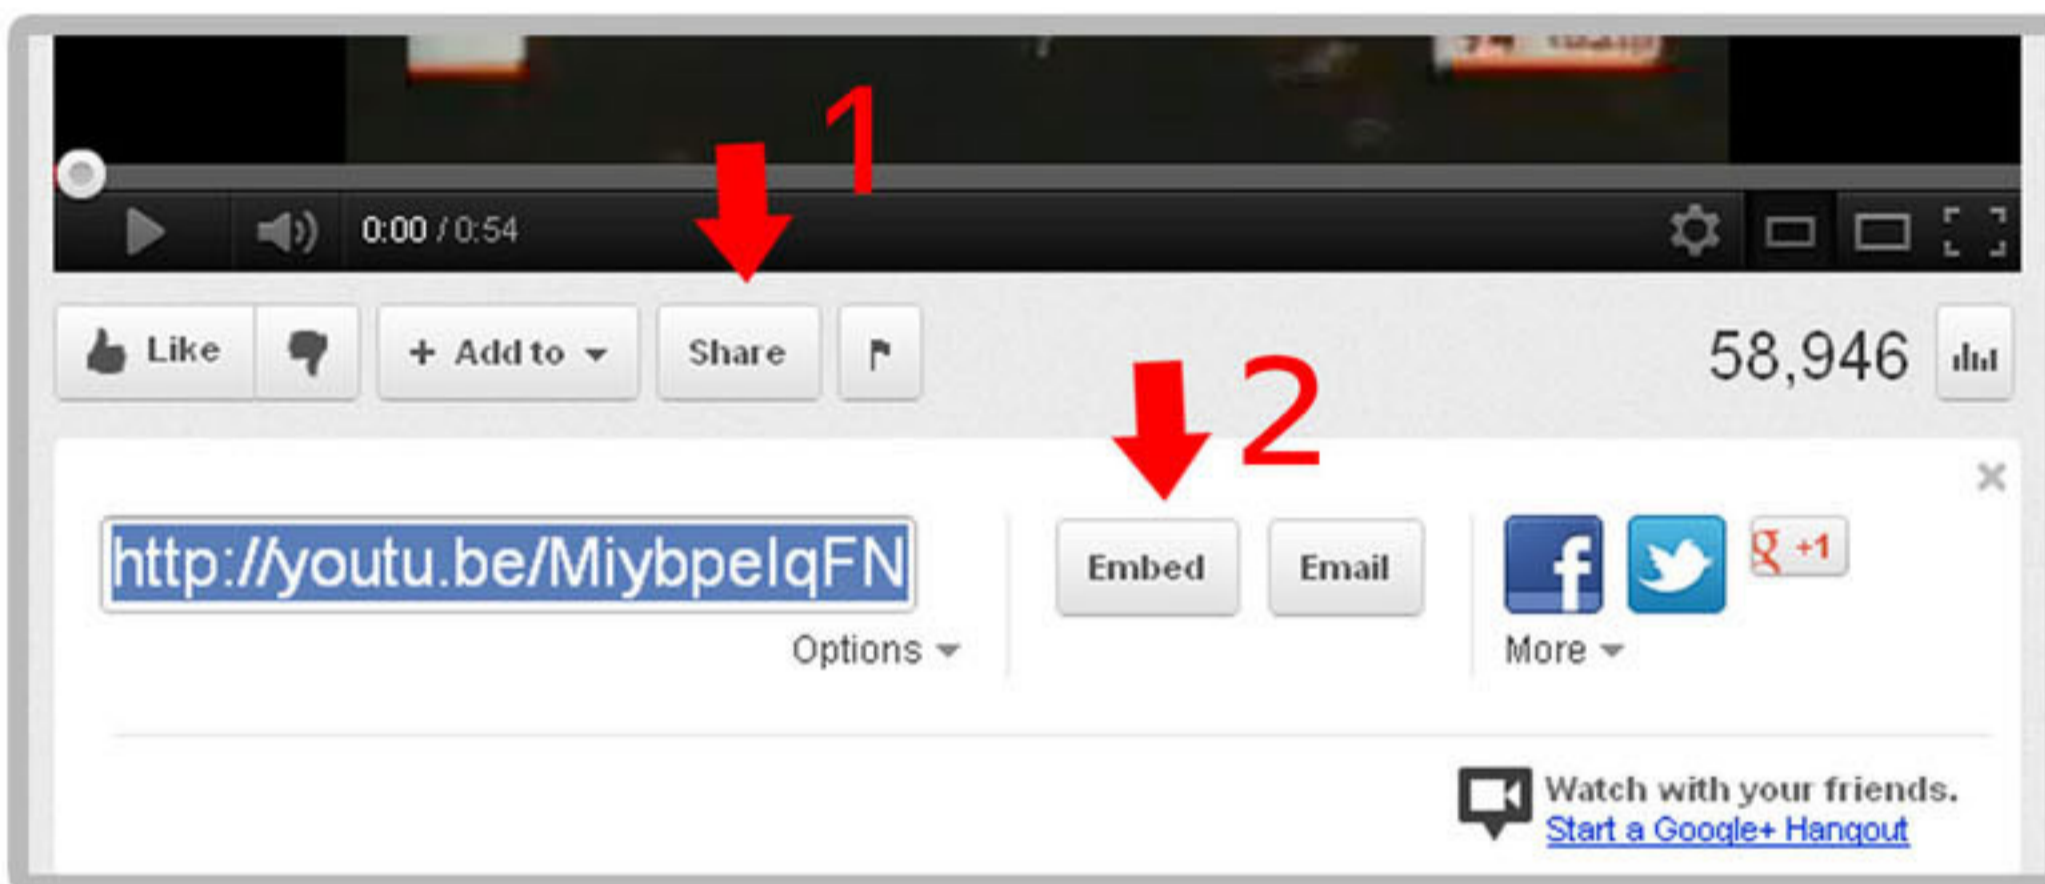 1
0:00 / 0:54
Like
+ Add to
Share
58,946
2
http://youtu.be/MiybpeIqFN
Embed
Email
f
g +1
Options
More
Watch with your friends.
Start a Google+ Hangout